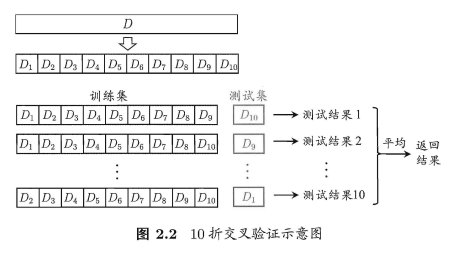 D
D₁ D₂ D₃ D₄ D₅ D₆ D₇ D₈ D₉ D₁₀
训练集 测试集
D₁ D₂ D₃ D₄ D₅ D₆ D₇ D₈ D₉ D₁₀ 测试结果 1
D₁ D₂ D₃ D₄ D₅ D₆ D₇ D₈ D₁₀ D₉ 测试结果 2
平均 返回
结果
⋮ ⋮ ⋮
D₂ D₃ D₄ D₅ D₆ D₇ D₈ D₉ D₁₀ D₁ 测试结果10
图 2.2 10 折交叉验证示意图